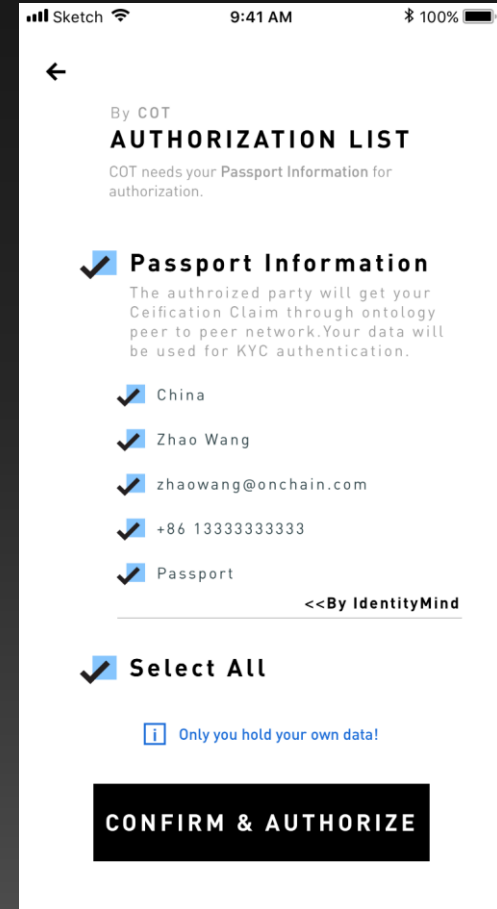 Sketch 9:41 AM 100%
By COT
AUTHORIZATION LIST
COT needs your Passport Information for
authorization.
Passport Information
The authroized party will get your
Ceification Claim through ontology
peer to peer network.Your data will
be used for KYC authentication.
China
Zhao Wang
zhaowang@onchain.com
+86 13333333333
Passport
<<By IdentityMind
Select All
i Only you hold your own data!
CONFIRM & AUTHORIZE